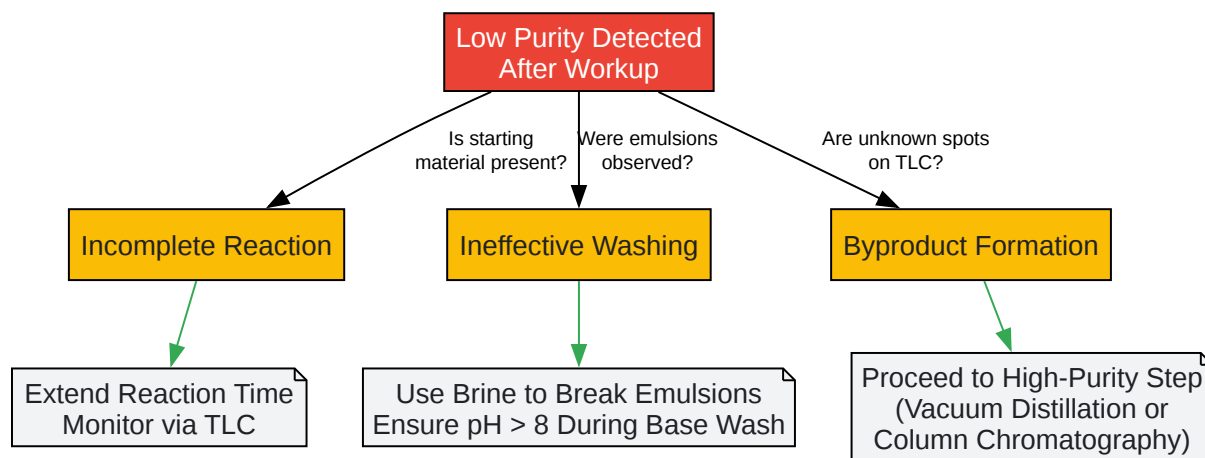 Low Purity Detected
After Workup
Is starting
material present?
Were emulsions
observed?
Are unknown spots
on TLC?
Incomplete Reaction
Ineffective Washing
Byproduct Formation
Extend Reaction Time
Monitor via TLC
Use Brine to Break Emulsions
Ensure pH > 8 During Base Wash
Proceed to High-Purity Step
(Vacuum Distillation or
Column Chromatography)